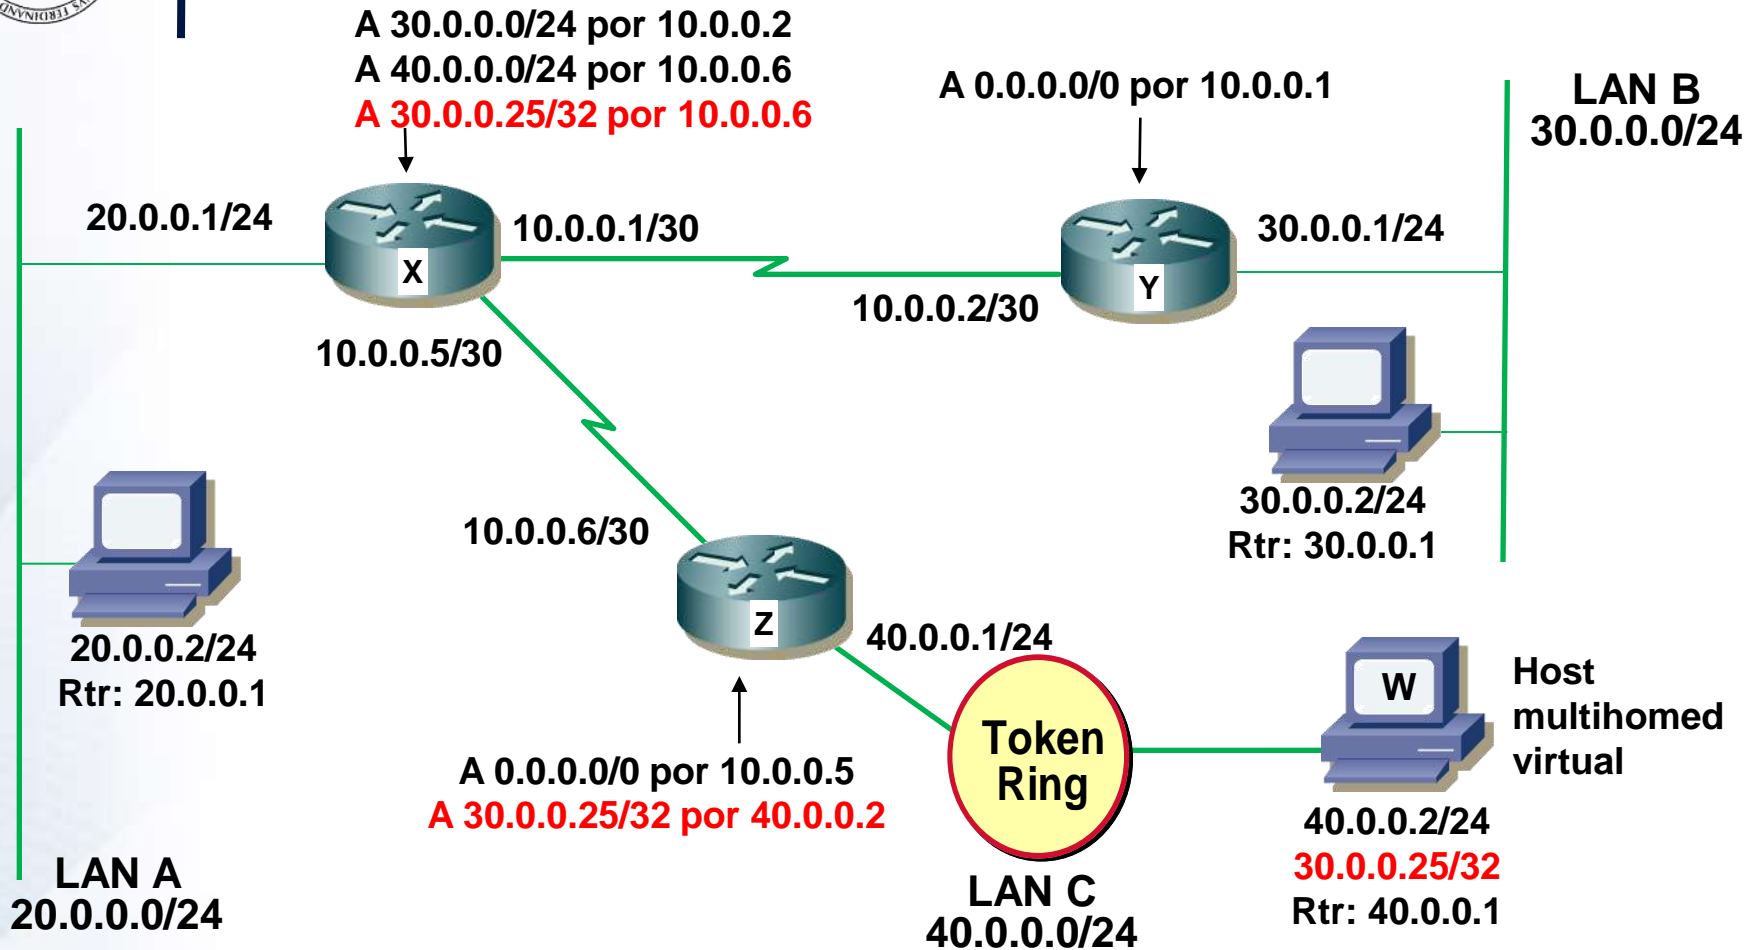 A 30.0.0.0/24 por 10.0.0.2
A 40.0.0.0/24 por 10.0.0.6
A 30.0.0.25/32 por 10.0.0.6
A 0.0.0.0/0 por 10.0.0.1
LAN B
30.0.0.0/24
20.0.0.1/24
10.0.0.1/30
30.0.0.1/24
X
Y
10.0.0.2/30
10.0.0.5/30
30.0.0.2/24
Rtr: 30.0.0.1
10.0.0.6/30
Z
40.0.0.1/24
20.0.0.2/24
Rtr: 20.0.0.1
W
Host
multihomed
virtual
Token
Ring
A 0.0.0.0/0 por 10.0.0.5
A 30.0.0.25/32 por 40.0.0.2
40.0.0.2/24
30.0.0.25/32
Rtr: 40.0.0.1
LAN A
20.0.0.0/24
LAN C
40.0.0.0/24